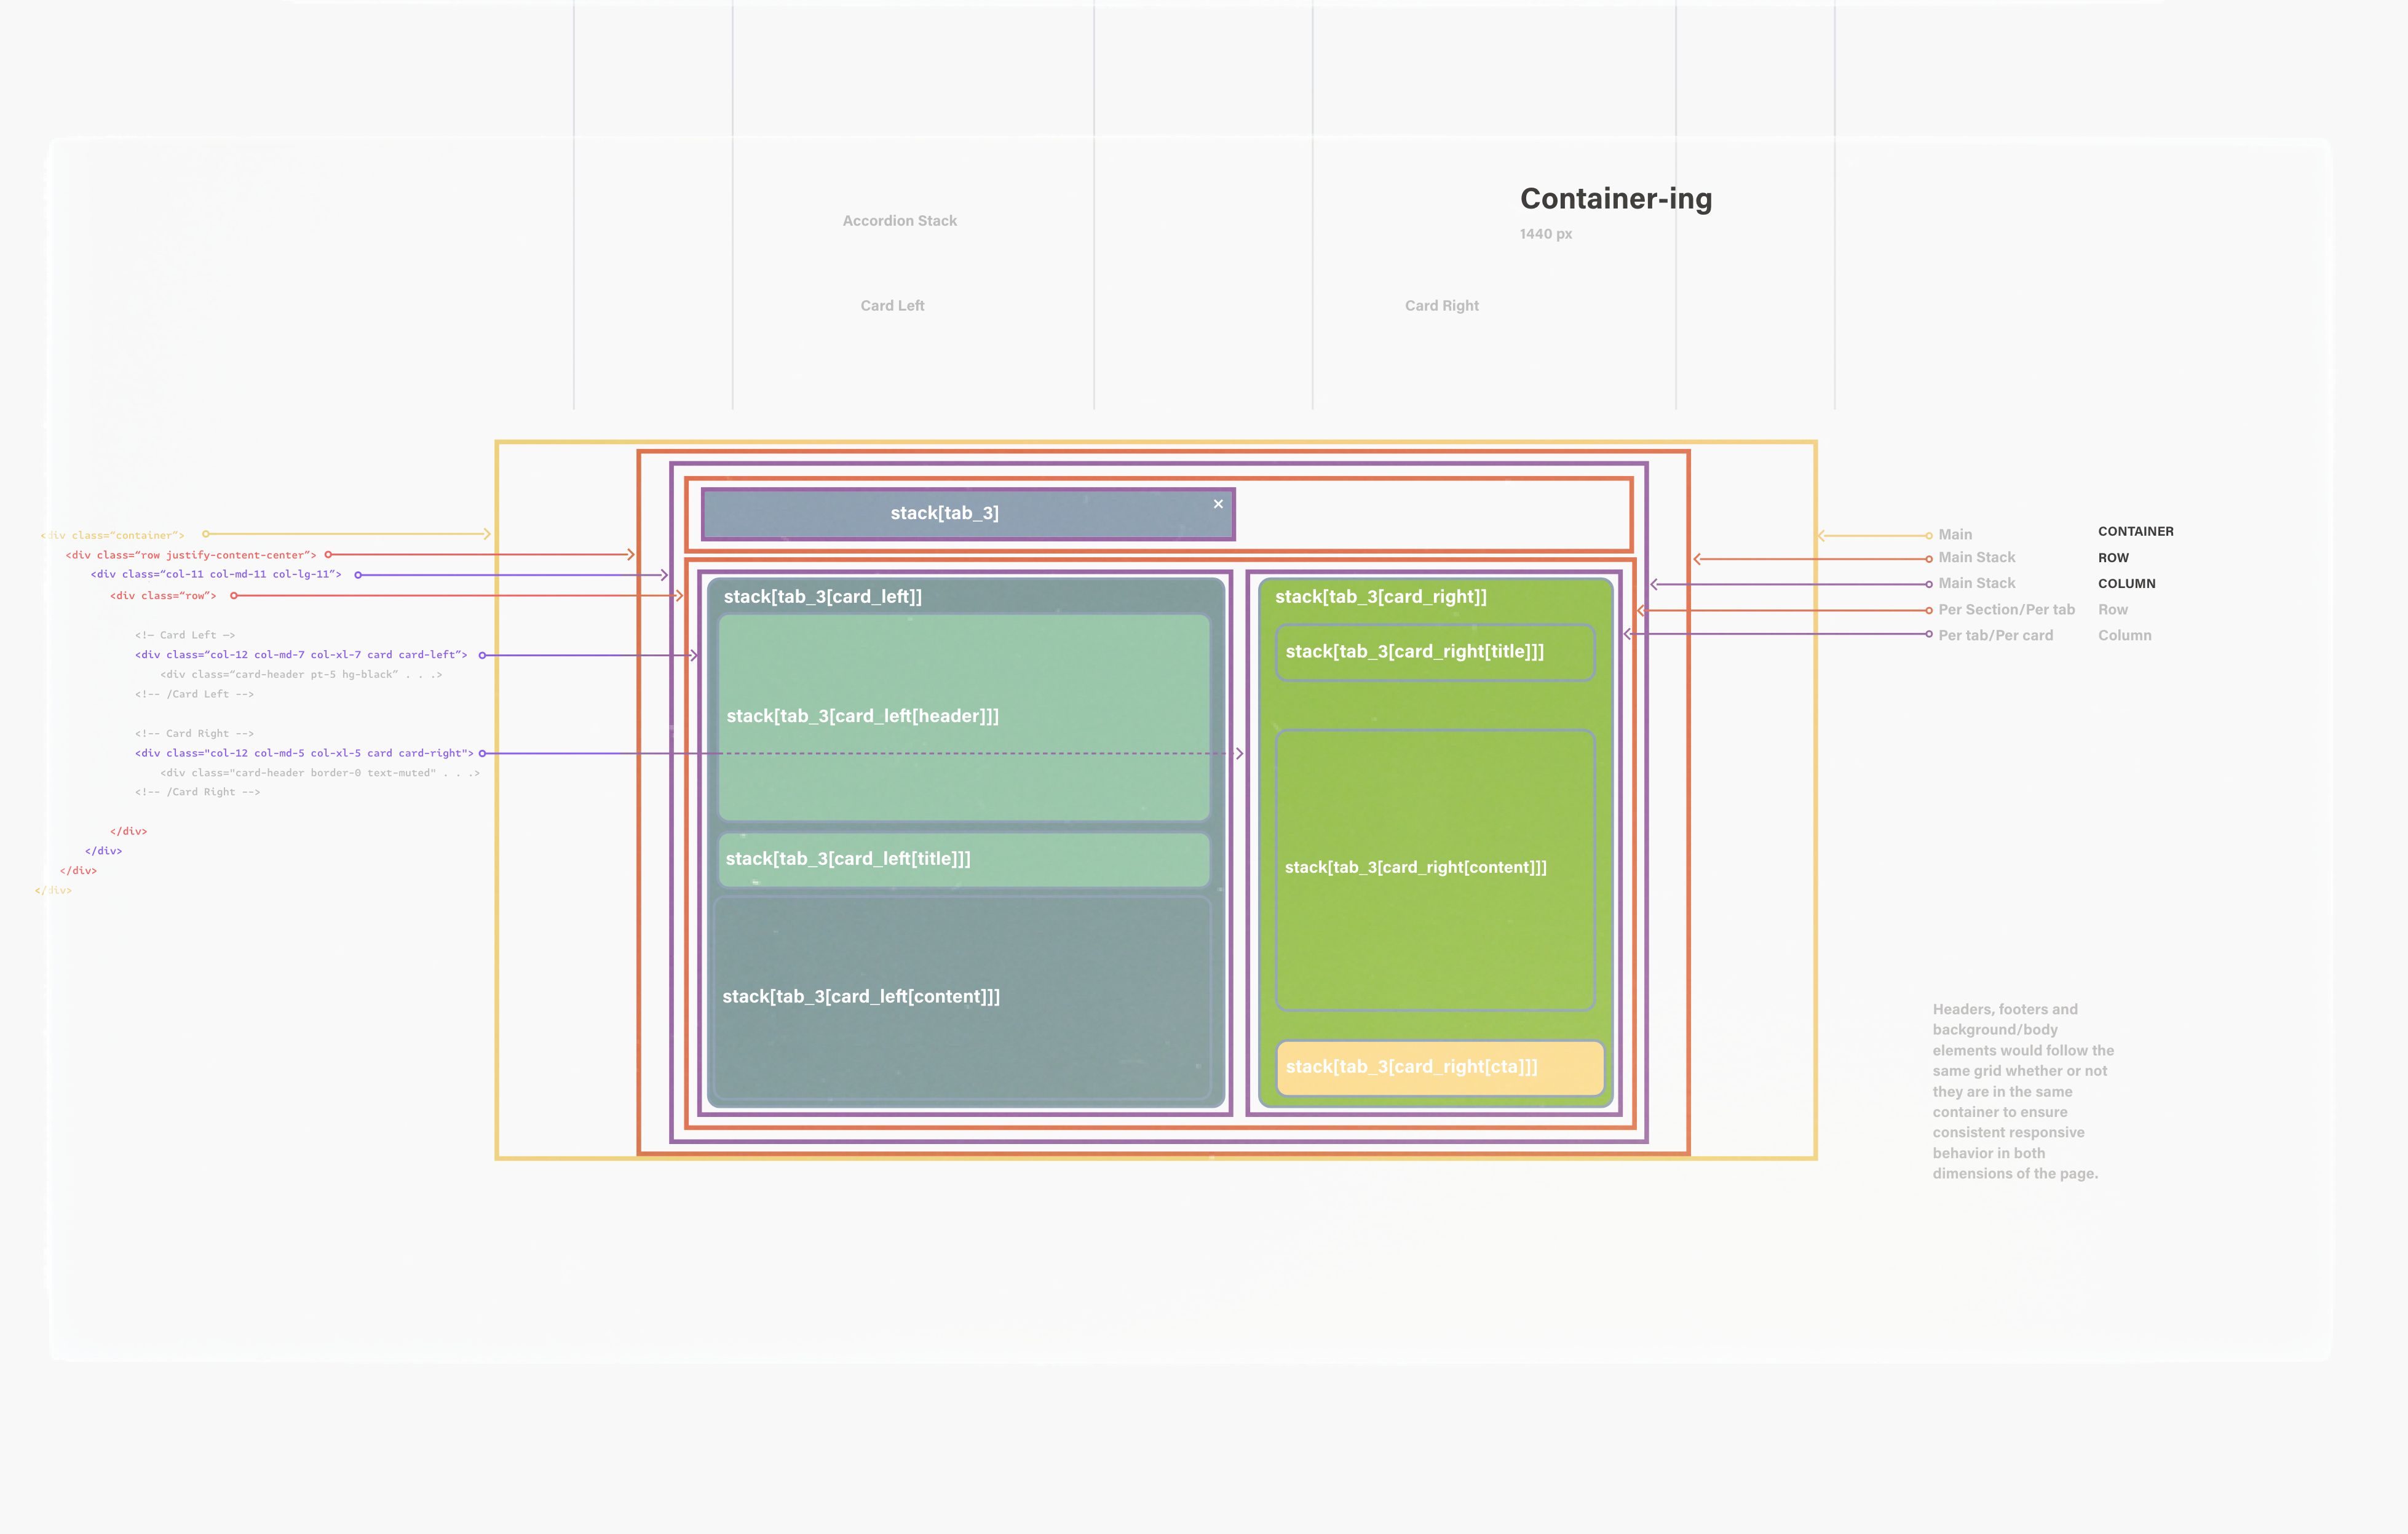 Container-ing
1440 px
Accordion Stack
Card Left
Card Right
<div class=“container”>
<div class=“row justify-content-center”>
<div class=“col-11 col-md-11 col-lg-11”>
<div class=“row”>
<!— Card Left —>
<div class=“col-12 col-md-7 col-xl-7 card card-left”>
<div class=“card-header pt-5 hg-black” . . .>
<!-- /Card Left -->
<!-- Card Right -->
<div class="col-12 col-md-5 col-xl-5 card card-right">
<div class="card-header border-0 text-muted" . . .>
<!-- /Card Right -->
</div>
</div>
</div>
</div>
stack[tab_3]
×
stack[tab_3[card_left]]
stack[tab_3[card_left[header]]]
stack[tab_3[card_left[title]]]
stack[tab_3[card_left[content]]]
stack[tab_3[card_right]]
stack[tab_3[card_right[title]]]
stack[tab_3[card_right[content]]]
stack[tab_3[card_right[cta]]]
Main CONTAINER
Main Stack ROW
Main Stack COLUMN
Per Section/Per tab Row
Per tab/Per card Column
Headers, footers and
background/body
elements would follow the
same grid whether or not
they are in the same
container to ensure
consistent responsive
behavior in both
dimensions of the page.